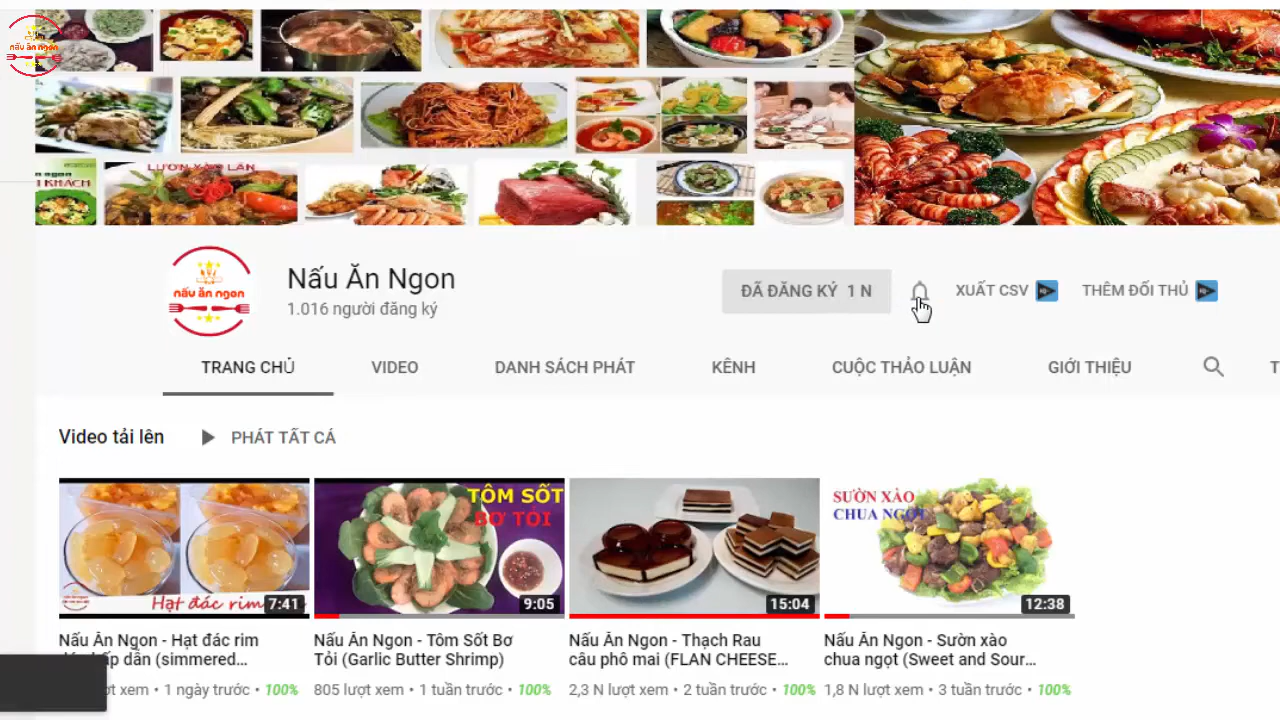 nấu ăn ngon
LƯƠN XÀO LĂN
KHÁCH
nấu ăn ngon
Nấu Ăn Ngon
1.016 người đăng ký
ĐÃ ĐĂNG KÝ 1 N
XUẤT CSV
THÊM ĐỐI THỦ
TRANG CHỦ
VIDEO
DANH SÁCH PHÁT
KÊNH
CUỘC THẢO LUẬN
GIỚI THIỆU
Video tải lên
PHÁT TẤT CẢ
Hạt đác rim
7:41
TÔM SỐT
BƠ TỎI
9:05
15:04
SƯỜN XÀO
CHUA NGỌT
12:38
Nấu Ăn Ngon - Hạt đác rim
dẫn (simmered...
xem • 1 ngày trước • 100%
Nấu Ăn Ngon - Tôm Sốt Bơ
Tỏi (Garlic Butter Shrimp)
805 lượt xem • 1 tuần trước • 100%
Nấu Ăn Ngon - Thạch Rau
câu phô mai (FLAN CHEESE...
2,3 N lượt xem • 2 tuần trước • 100%
Nấu Ăn Ngon - Sườn xào
chua ngọt (Sweet and Sour...
1,8 N lượt xem • 3 tuần trước • 100%